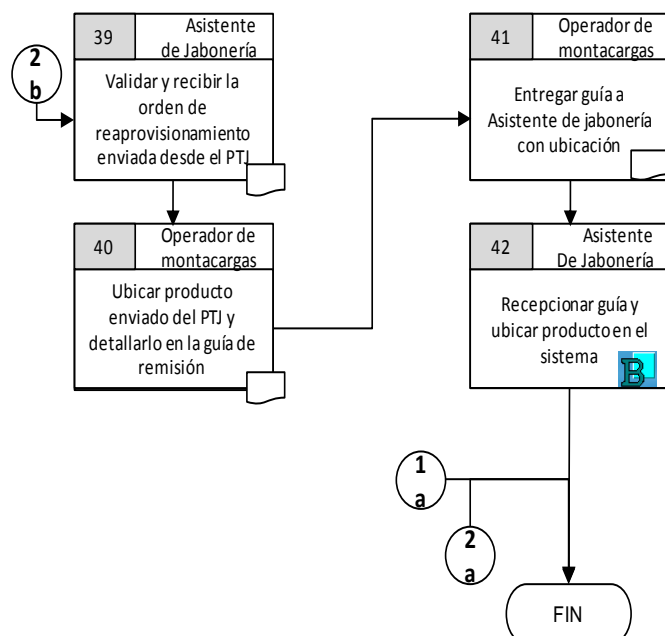 2
b
39
Asistente
de Jabonería
Validar y recibir la
orden de
reaprovisionamiento
enviada desde el PTJ
40
Operador de
montacargas
Ubicar producto
enviado del PTJ y
detallarlo en la guía de
remisión
41
Operador de
montacargas
Entregar guía a
Asistente de jabonería
con ubicación
42
Asistente
De Jabonería
Recepcionar guía y
ubicar producto en el
sistema
B
1
a
2
a
FIN